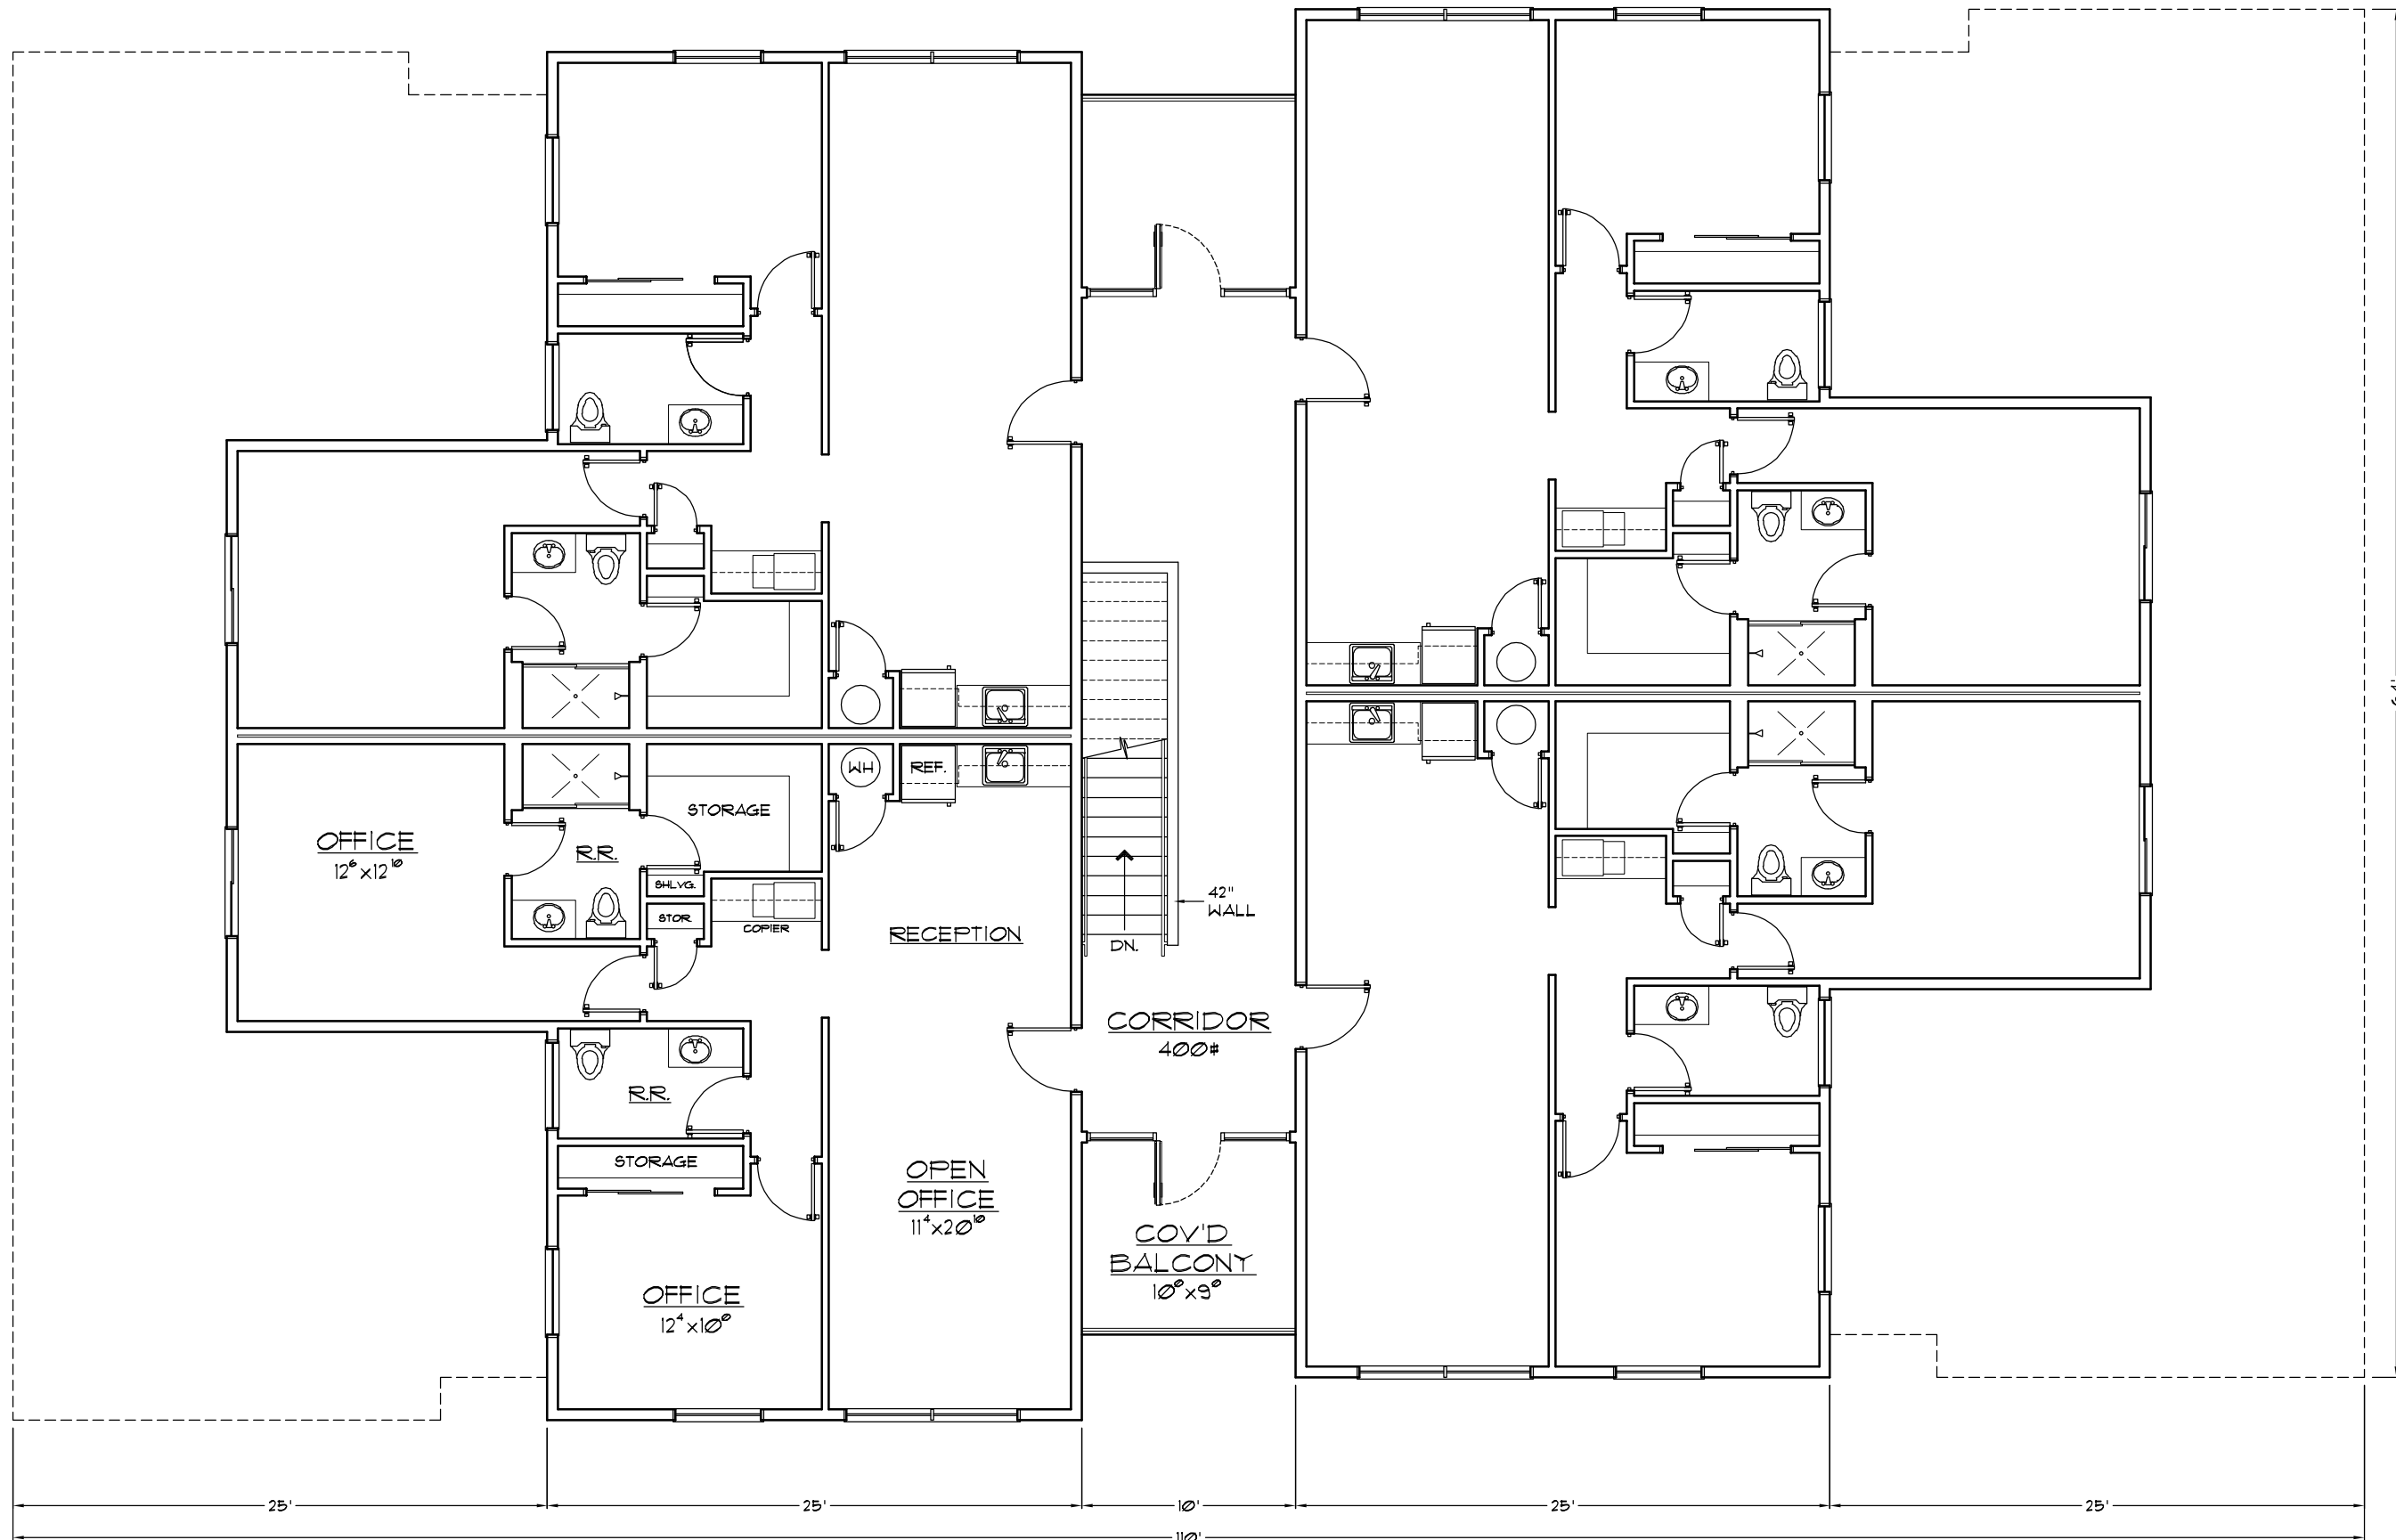 WH
REF.
STORAGE
OFFICE
12⁶x12¹⁰
R.R.
SHLVG.
STOR
COPIER
RECEPTION
42"
WALL
DN.
CORRIDOR
400#
R.R.
STORAGE
OPEN
OFFICE
11⁴x20¹⁰
COV'D
BALCONY
10⁰x9⁰
OFFICE
12⁴x10⁰
25'
25'
10'
25'
25'
110'